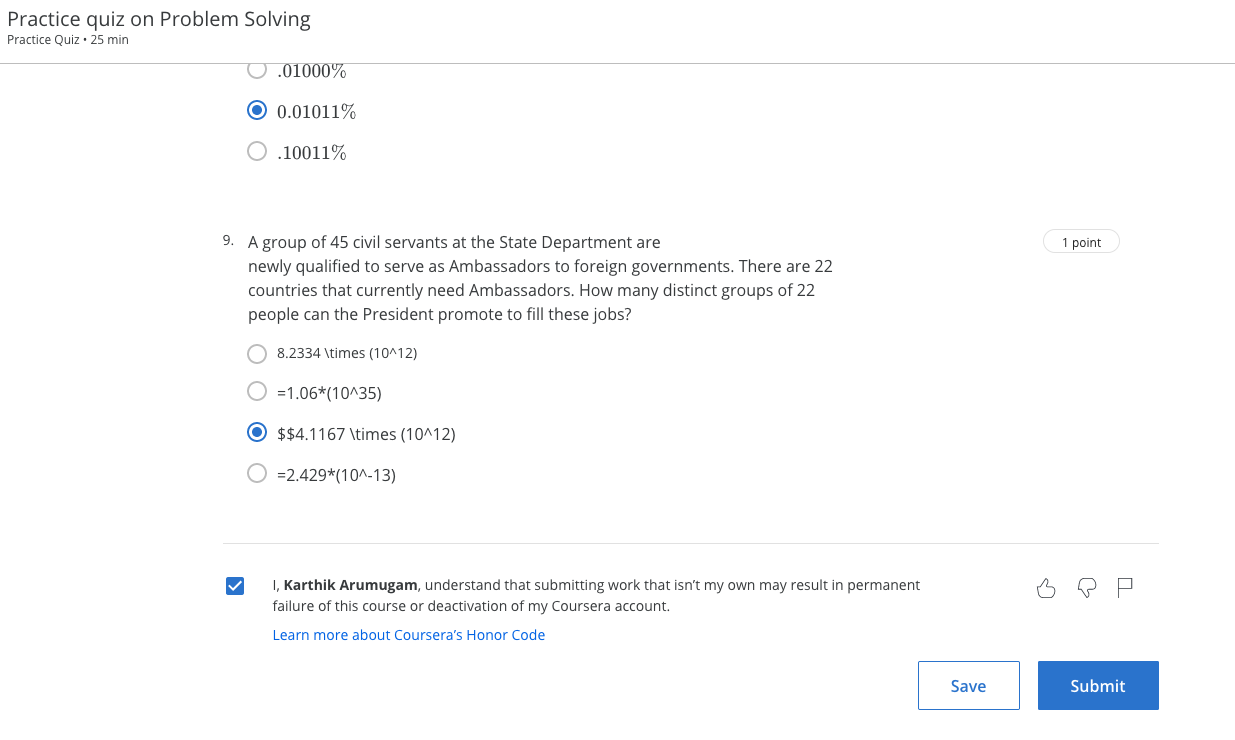 Practice quiz on Problem Solving
Practice Quiz • 25 min
.01000%
0.01011%
.10011%
9. A group of 45 civil servants at the State Department are 1 point
newly qualified to serve as Ambassadors to foreign governments. There are 22
countries that currently need Ambassadors. How many distinct groups of 22
people can the President promote to fill these jobs?
8.2334 \times (10^12)
=1.06*(10^35)
$$4.1167 \times (10^12)
=2.429*(10^-13)
I, Karthik Arumugam, understand that submitting work that isn't my own may result in permanent
failure of this course or deactivation of my Coursera account.
Learn more about Coursera's Honor Code
Save Submit